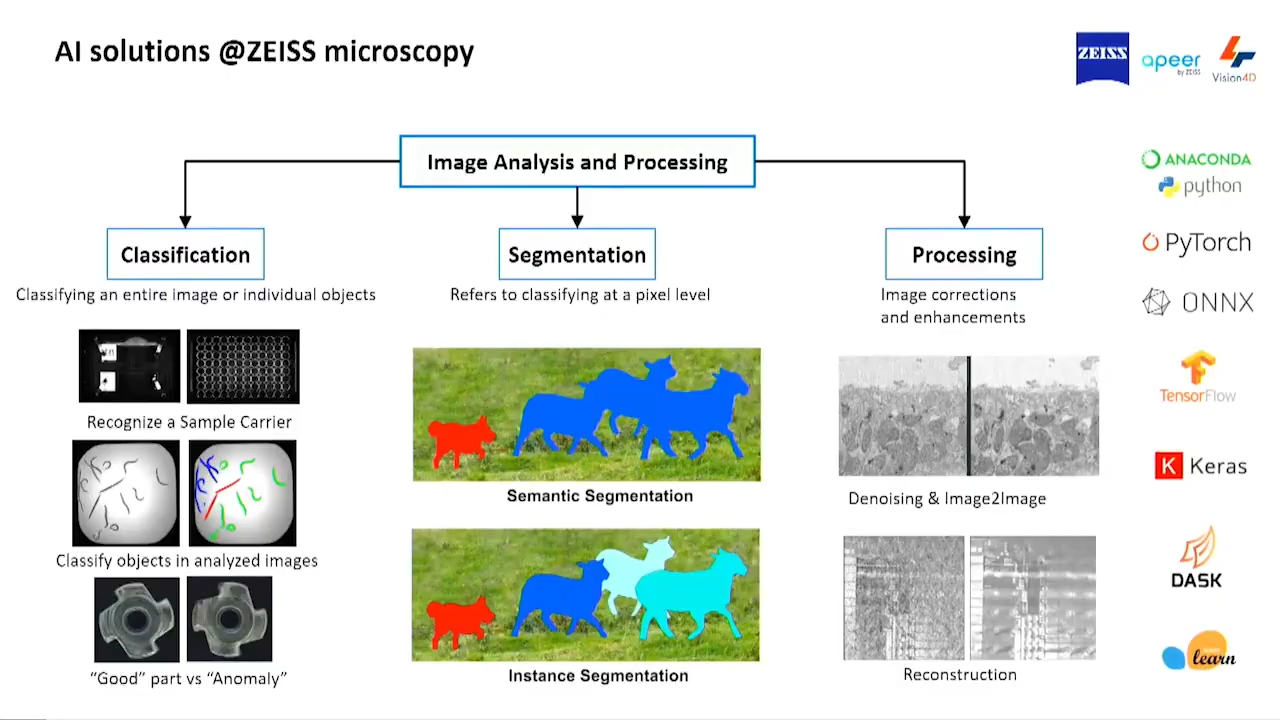 AI solutions @ZEISS microscopy
ZEISS
apeer
by ZEISS
Vision4D
Image Analysis and Processing
Classification
Classifying an entire image or individual objects
Recognize a Sample Carrier
Classify objects in analyzed images
“Good” part vs “Anomaly”
Segmentation
Refers to classifying at a pixel level
Semantic Segmentation
Instance Segmentation
Processing
Image corrections
and enhancements
Denoising & Image2Image
Reconstruction
ANACONDA
python
PyTorch
ONNX
TensorFlow
K Keras
DASK
learn